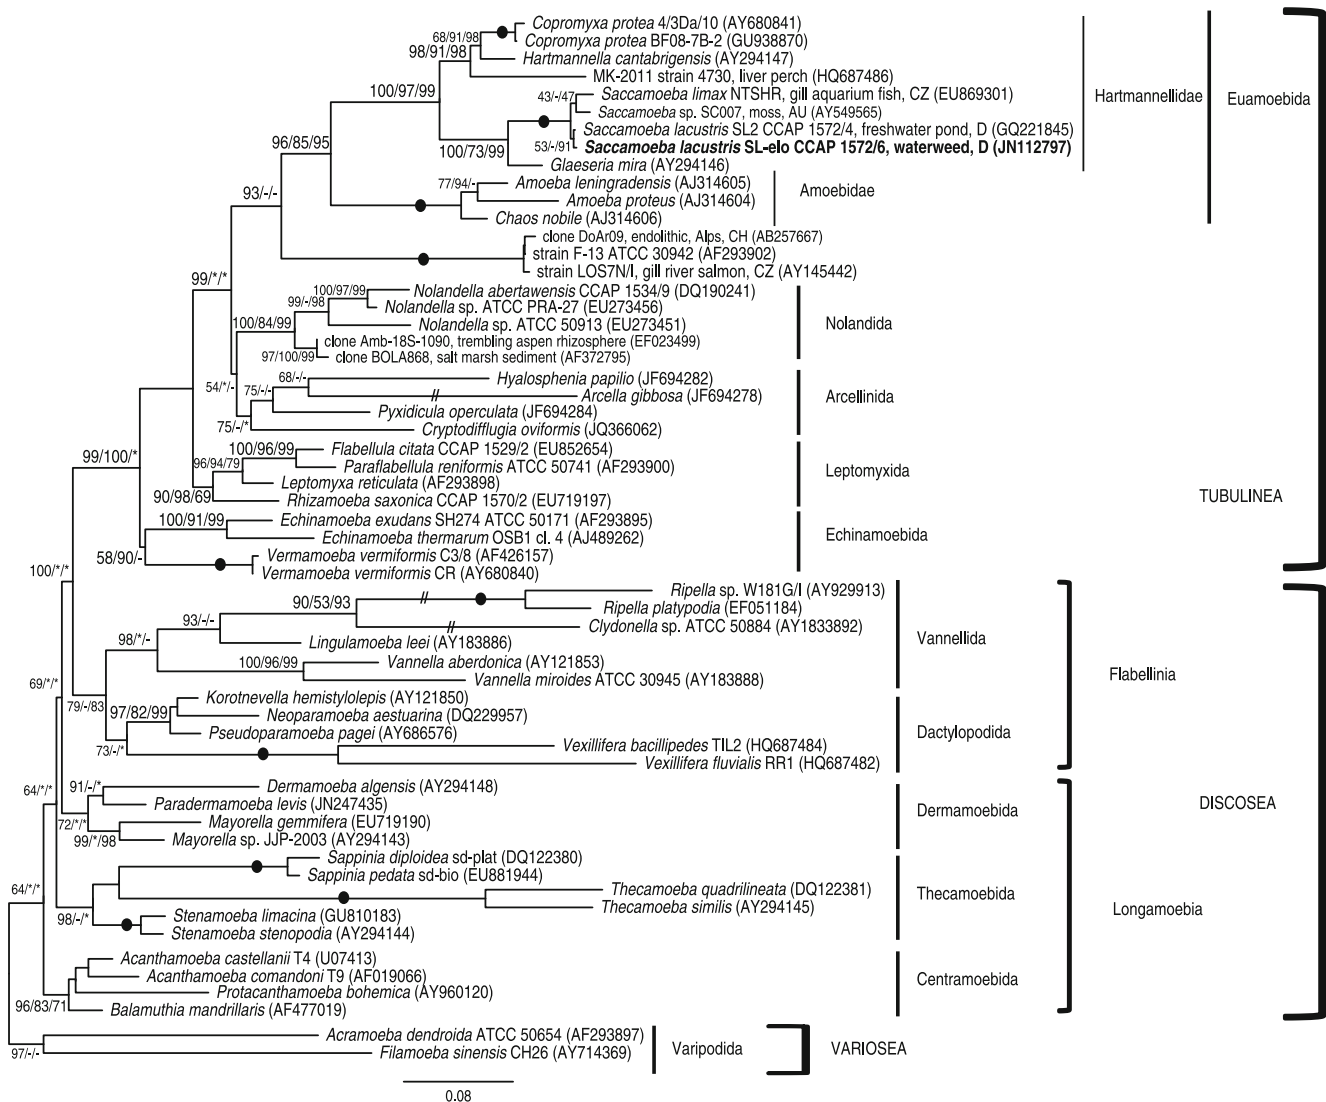 Copromyxa protea 4/3Da/10 (AY680841)
68/91/98
Copromyxa protea BF08-7B-2 (GU938870)
98/91/98
Hartmannella cantabrigensis (AY294147)
MK-2011 strain 4730, liver perch (HQ687486)
100/97/99
43/-/47
Saccamoeba limax NTSHR, gill aquarium fish, CZ (EU869301)
Hartmannellidae
Euamoebida
Saccamoeba sp. SC007, moss, AU (AY549565)
Saccamoeba lacustris SL2 CCAP 1572/4, freshwater pond, D (GQ221845)
96/85/95
53/-/91
Saccamoeba lacustris SL-elo CCAP 1572/6, waterweed, D (JN112797)
100/73/99
Glaeseria mira (AY294146)
77/94/-
Amoeba leningradensis (AJ314605)
Amoebidae
93/-/-
Amoeba proteus (AJ314604)
Chaos nobile (AJ314606)
clone DoAr09, endolithic, Alps, CH (AB257667)
strain F-13 ATCC 30942 (AF293902)
strain LOS7N/I, gill river salmon, CZ (AY145442)
99/*/*
100/97/99
Nolandella abertawensis CCAP 1534/9 (DQ190241)
99/-/98
Nolandella sp. ATCC PRA-27 (EU273456)
100/84/99
Nolandella sp. ATCC 50913 (EU273451)
Nolandida
clone Amb-18S-1090, trembling aspen rhizosphere (EF023499)
97/100/99
clone BOLA868, salt marsh sediment (AF372795)
68/-/-
Hyalosphenia papilio (JF694282)
54/*/-
75/-/-
Arcella gibbosa (JF694278)
Arcellinida
Pyxidicula operculata (JF694284)
75/-/*
Cryptodifflugia oviformis (JQ366062)
99/100/*
100/96/99
Flabellula citata CCAP 1529/2 (EU852654)
96/94/79
Paraflabellula reniformis ATCC 50741 (AF293900)
Leptomyxida
Leptomyxa reticulata (AF293898)
90/98/69
Rhizamoeba saxonica CCAP 1570/2 (EU719197)
TUBULINEA
100/91/99
Echinamoeba exudans SH274 ATCC 50171 (AF293895)
Echinamoeba thermarum OSB1 cl. 4 (AJ489262)
Echinamoebida
58/90/-
Vermamoeba vermiformis C3/8 (AF426157)
100/*/*
Vermamoeba vermiformis CR (AY680840)
90/53/93
Ripella sp. W181G/I (AY929913)
Ripella platypodia (EF051184)
93/-/-
Clydonella sp. ATCC 50884 (AY1833892)
98/*/-
Lingulamoeba leei (AY183886)
Vannellida
100/96/99
Vannella aberdonica (AY121853)
Flabellinia
69/*/*
Vannella miroides ATCC 30945 (AY183888)
79/-/83
Korotnevella hemistylolepis (AY121850)
97/82/99
Neoparamoeba aestuarina (DQ229957)
Pseudoparamoeba pagei (AY686576)
Dactylopodida
73/-/*
Vexillifera bacillipedes TIL2 (HQ687484)
Vexillifera fluvialis RR1 (HQ687482)
64/*/*
91/-/*
Dermamoeba algensis (AY294148)
Paradermamoeba levis (JN247435)
DISCOSEA
72/*/*
Mayorella gemmifera (EU719190)
Dermamoebida
99/*/98
Mayorella sp. JJP-2003 (AY294143)
Sappinia diploidea sd-plat (DQ122380)
Sappinia pedata sd-bio (EU881944)
64/*/*
Thecamoeba quadrilineata (DQ122381)
Thecamoebida
Thecamoeba similis (AY294145)
Longamoebia
98/-/*
Stenamoeba limacina (GU810183)
Stenamoeba stenopodia (AY294144)
Acanthamoeba castellanii T4 (U07413)
Acanthamoeba comandoni T9 (AF019066)
Centramoebida
Protacanthamoeba bohemica (AY960120)
96/83/71
Balamuthia mandrillaris (AF477019)
Acramoeba dendroida ATCC 50654 (AF293897)
97/-/-
Filamoeba sinensis CH26 (AY714369)
Varipodida
VARIOSEA
0.08